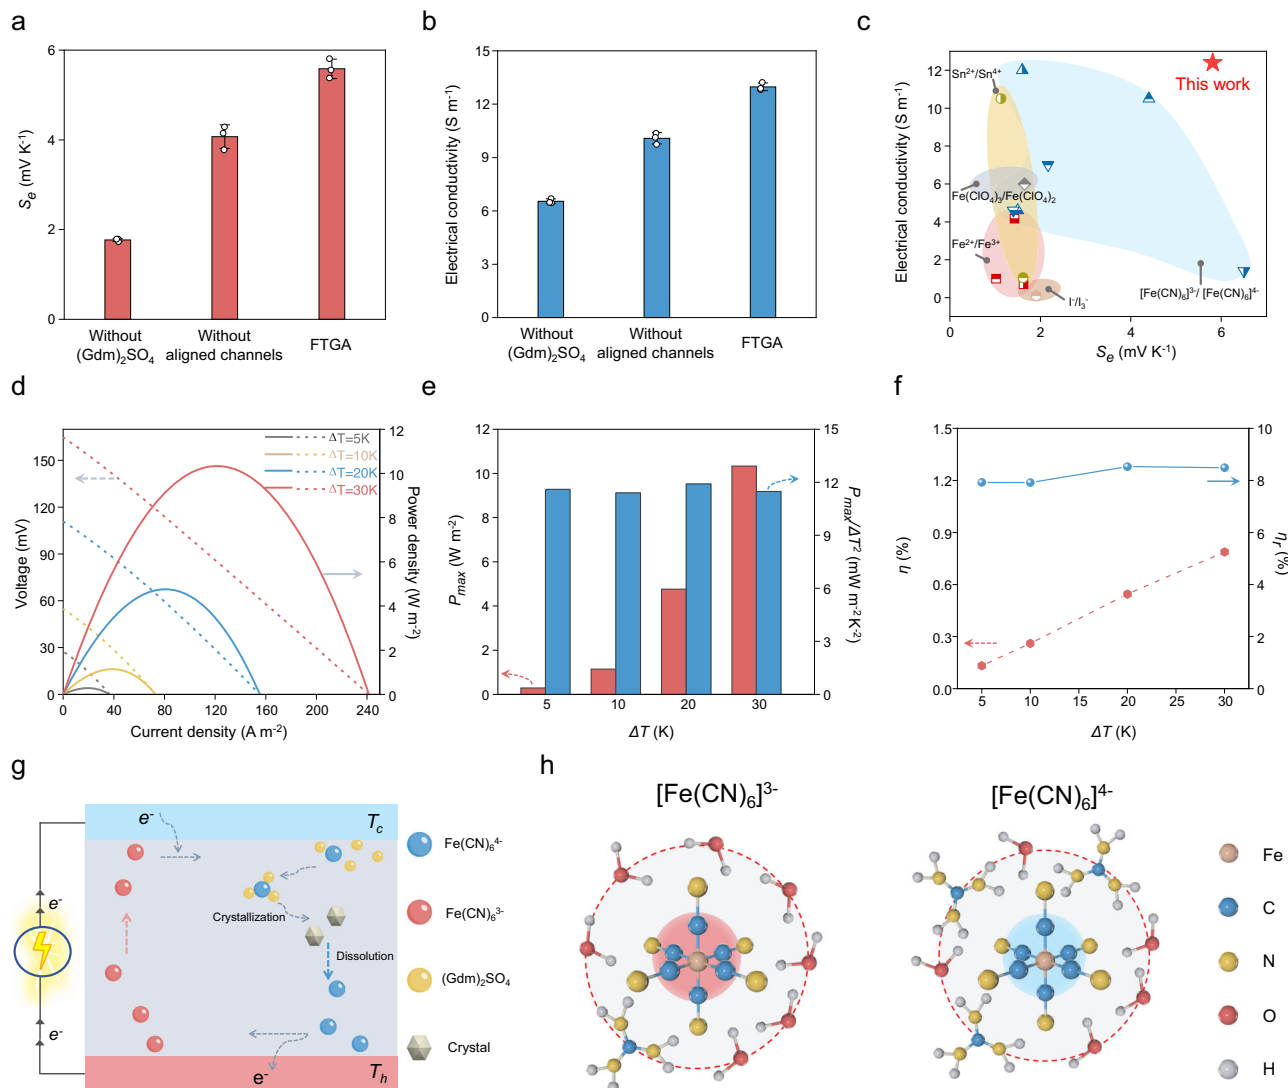 a
6
4
2
0
Sₑ (mV K⁻¹)
Without
(Gdm)₂SO₄
Without
aligned channels
FTGA
b
15
12
9
6
3
0
Electrical conductivity (S m⁻¹)
Without
(Gdm)₂SO₄
Without
aligned channels
FTGA
c
12
10
8
6
4
2
0
Electrical conductivity (S m⁻¹)
Sn²⁺/Sn⁴⁺
This work
Fe(ClO₄)₃/Fe(ClO₄)₂
Fe²⁺/Fe³⁺
I⁻/I₃⁻
[Fe(CN)₆]³⁻/ [Fe(CN)₆]⁴⁻
0
2
4
6
Sₑ (mV K⁻¹)
d
150
120
90
60
30
0
Voltage (mV)
ΔT=5K
ΔT=10K
ΔT=20K
ΔT=30K
12
10
8
6
4
2
0
Power density (W m⁻²)
0
40
80
120
160
200
240
Current density (A m⁻²)
e
12
10
8
6
4
2
0
Pmax (W m⁻²)
15
12
9
6
3
0
Pmax/ΔT² (mW m⁻² K⁻²)
5
10
20
30
ΔT (K)
f
1.5
1.2
0.9
0.6
0.3
0.0
η (%)
10
8
6
4
2
0
ηr (%)
5
10
15
20
25
30
ΔT (K)
g
e⁻
Tc
e⁻
Crystallization
Dissolution
e⁻
e⁻
Th
Fe(CN)₆⁴⁻
Fe(CN)₆³⁻
(Gdm)₂SO₄
Crystal
h
[Fe(CN)₆]³⁻
[Fe(CN)₆]⁴⁻
Fe
C
N
O
H